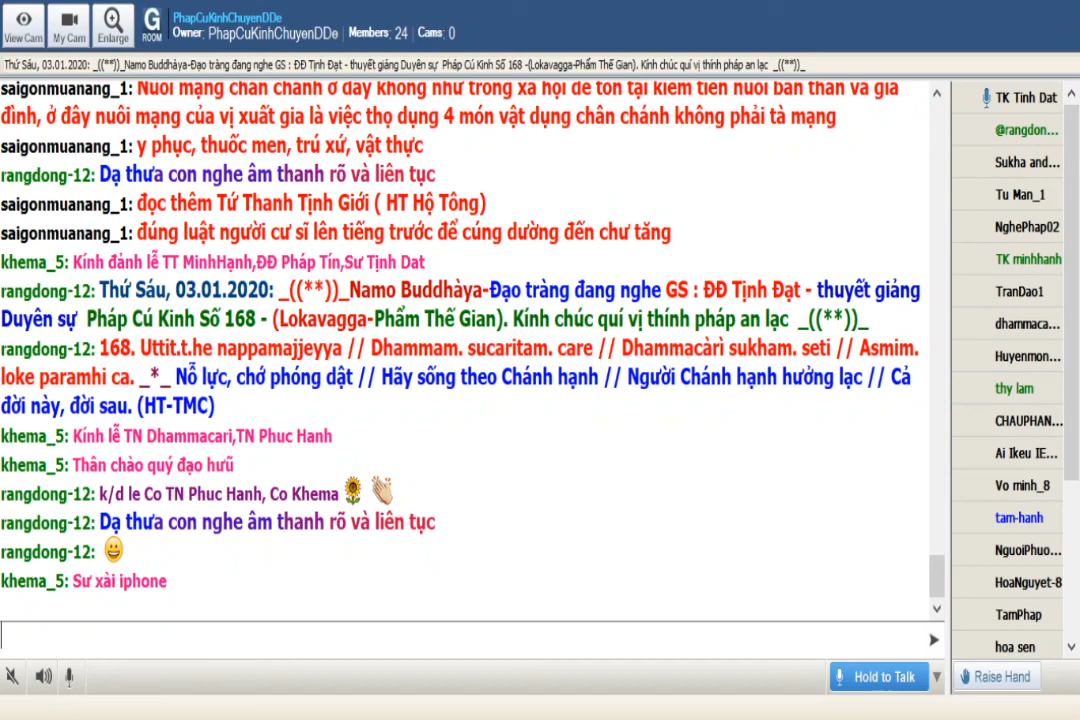 View Cam
My Cam
Enlarge
G
ROOM
PhapCuKinhChuyenDDe
Owner: PhapCuKinhChuyenDDe Members: 24 Cams: 0
Thứ Sáu, 03.01.2020: _((**))_Namo Buddhàya-Đạo tràng đang nghe GS : ĐĐ Tịnh Đạt - thuyết giảng Duyên sự Pháp Cú Kinh Số 168 -(Lokavagga-Phẩm Thế Gian). Kính chúc quí vị thính pháp an lạc _((**))_
saigonmuanang_1: Nuôi mạng chân chánh ở đây không như trong xã hội để tồn tại kiếm tiền nuôi bản thân và gia
đình, ở đây nuôi mạng của vị xuất gia là việc thọ dụng 4 món vật dụng chân chánh không phải tà mạng
saigonmuanang_1: y phục, thuốc men, trú xứ, vật thực
rangdong-12: Dạ thưa con nghe âm thanh rõ và liên tục
saigonmuanang_1: đọc thêm Tứ Thanh Tịnh Giới ( HT Hộ Tông)
saigonmuanang_1: đúng luật người cư sĩ lên tiếng trước để cúng dường đến chư tăng
khema_5: Kính đảnh lễ TT MinhHạnh,ĐĐ Pháp Tín,Sư Tịnh Dat
rangdong-12: Thứ Sáu, 03.01.2020: _((**))_Namo Buddhàya-Đạo tràng đang nghe GS : ĐĐ Tịnh Đạt - thuyết giảng
Duyên sự Pháp Cú Kinh Số 168 - (Lokavagga-Phẩm Thế Gian). Kính chúc quí vị thính pháp an lạc _((**))_
rangdong-12: 168. Uttit.t.he nappamajjeyya // Dhammam. sucaritam. care // Dhammacàrì sukham. seti // Asmim.
loke paramhi ca. _*_ Nỗ lực, chớ phóng dật // Hãy sống theo Chánh hạnh // Người Chánh hạnh hưởng lạc // Cả
đời này, đời sau. (HT-TMC)
khema_5: Kính lễ TN Dhammacari,TN Phuc Hanh
khema_5: Thân chào quý đạo hưũ
rangdong-12: k/d le Co TN Phuc Hanh, Co Khema 🌻 👏
rangdong-12: Dạ thưa con nghe âm thanh rõ và liên tục
rangdong-12: 😀
khema_5: Sư xài iphone
TK Tinh Dat
@rangdon...
Sukha and...
Tu Man_1
NghePhap02
TK minhhanh
TranDao1
dhammaca...
Huyenmon...
thy lam
CHAUPHAN...
Ai Ikeu IE...
Vo minh_8
tam-hanh
NguoiPhuo...
HoaNguyet-8
TamPhap
hoa sen
Hold to Talk
Raise Hand